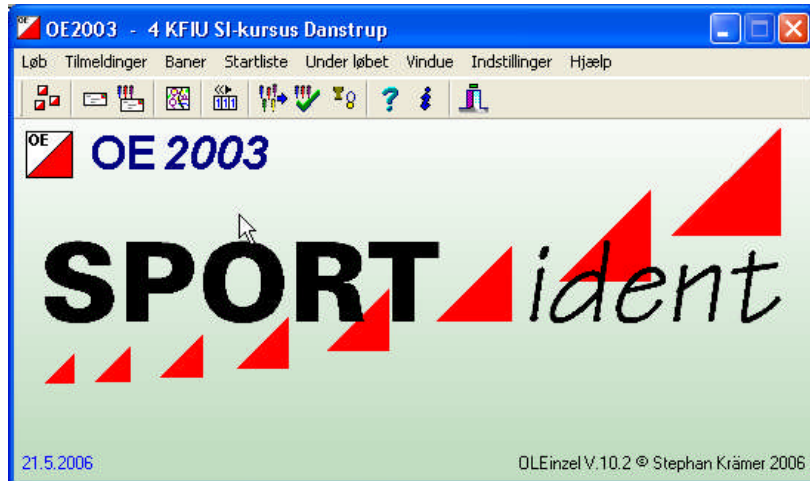 OE2003 - 4 KFIU SI-kursus Danstrup
Løb Tilmeldinger Baner Startliste Under løbet Vindue Indstillinger Hjælp
OE
OE 2003
SPORT ident
21.5.2006 OLEinzel V.10.2 © Stephan Krämer 2006